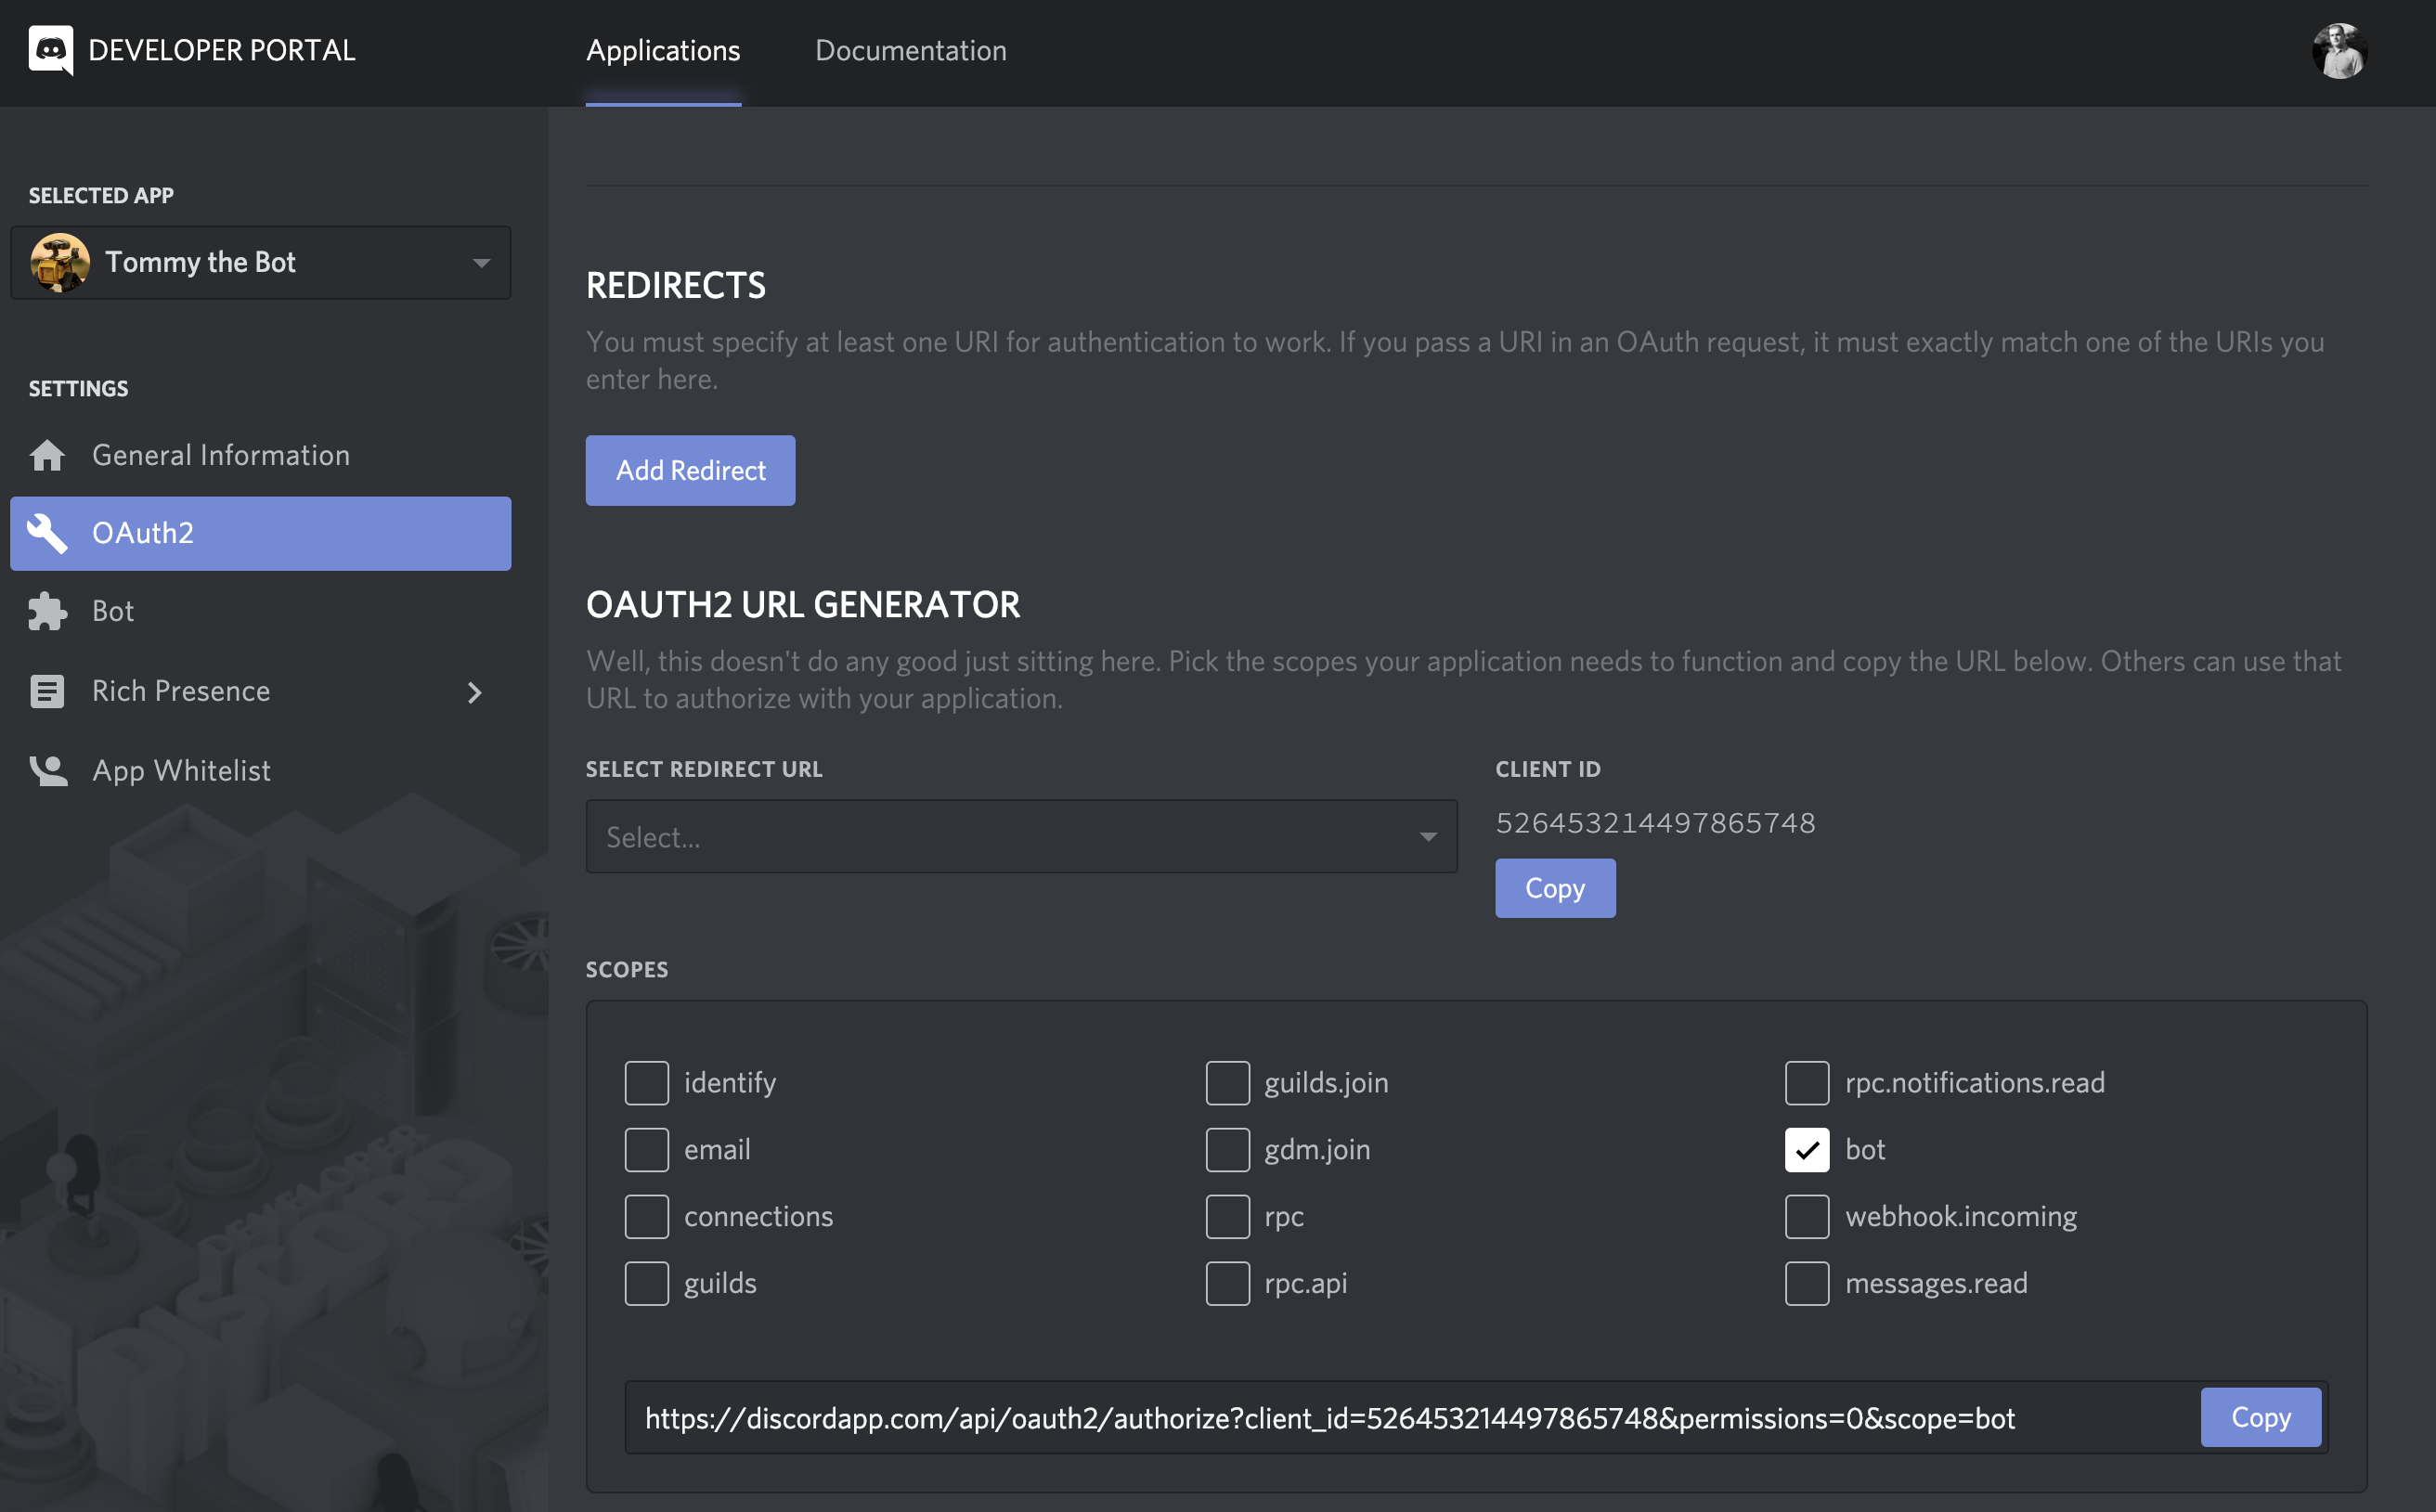 DEVELOPER PORTAL
Applications
Documentation
SELECTED APP
Tommy the Bot
SETTINGS
General Information
OAuth2
Bot
Rich Presence
App Whitelist
REDIRECTS
You must specify at least one URI for authentication to work. If you pass a URI in an OAuth request, it must exactly match one of the URIs you
enter here.
Add Redirect
OAUTH2 URL GENERATOR
Well, this doesn't do any good just sitting here. Pick the scopes your application needs to function and copy the URL below. Others can use that
URL to authorize with your application.
SELECT REDIRECT URL
Select...
CLIENT ID
526453214497865748
Copy
SCOPES
identify
email
connections
guilds
guilds.join
gdm.join
rpc
rpc.api
rpc.notifications.read
bot
webhook.incoming
messages.read
https://discordapp.com/api/oauth2/authorize?client_id=526453214497865748&permissions=0&scope=bot
Copy